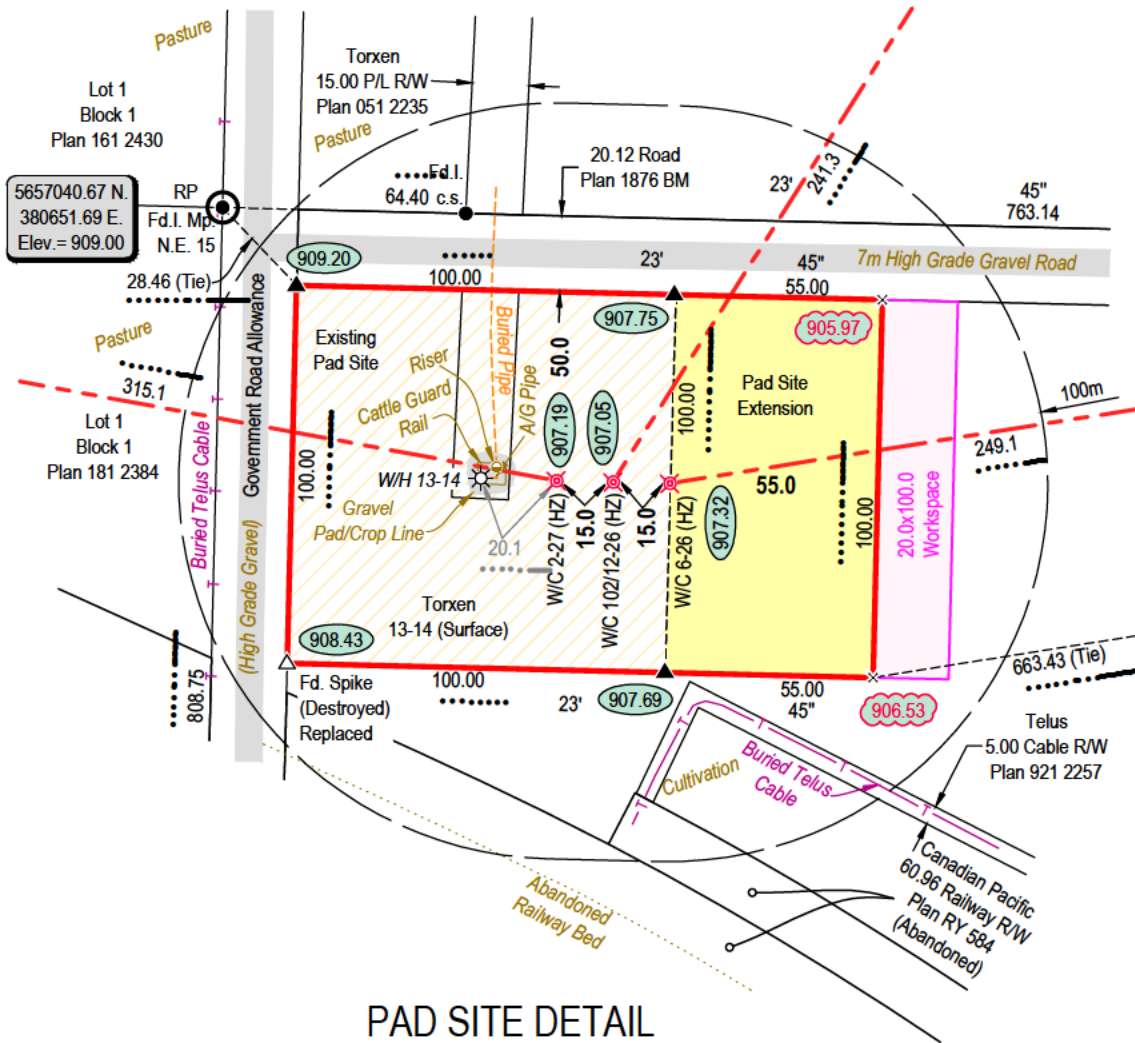 Pasture
Lot 1
Block 1
Plan 161 2430
Torxen
15.00 P/L R/W
Plan 051 2235
Pasture
Fd.I.
64.40 c.s.
20.12 Road
Plan 1876 BM
23'
241.3
45"
763.14
5657040.67 N.
380651.69 E.
Elev.= 909.00
RP
Fd.I. Mp.
N.E. 15
28.46 (Tie)
909.20
100.00
23'
45"
55.00
7m High Grade Gravel Road
Pasture
315.1
Lot 1
Block 1
Plan 181 2384
Buried Telus Cable
T
T
T
T
T
Government Road Allowance
(High Grade Gravel)
Existing
Pad Site
100.00
Riser
Cattle Guard
Rail
Buried Pipe
A/G Pipe
50.0
907.75
905.97
907.19
907.05
100.00
Pad Site
Extension
100m
249.1
W/H 13-14
Gravel
Pad/Crop Line
20.1
15.0
15.0
W/C 2-27 (HZ)
W/C 102/12-26 (HZ)
W/C 6-26 (HZ)
907.32
55.0
100.00
20.0x100.0
Workspace
Torxen
13-14 (Surface)
908.43
808.75
Fd. Spike
(Destroyed)
Replaced
100.00
23'
907.69
55.00
45"
906.53
663.43 (Tie)
Telus
5.00 Cable R/W
Plan 921 2257
Cultivation
Buried Telus
Cable
T
T
T
T
T
Canadian Pacific
60.96 Railway R/W
Plan RY 584
(Abandoned)
Abandoned
Railway Bed
PAD SITE DETAIL